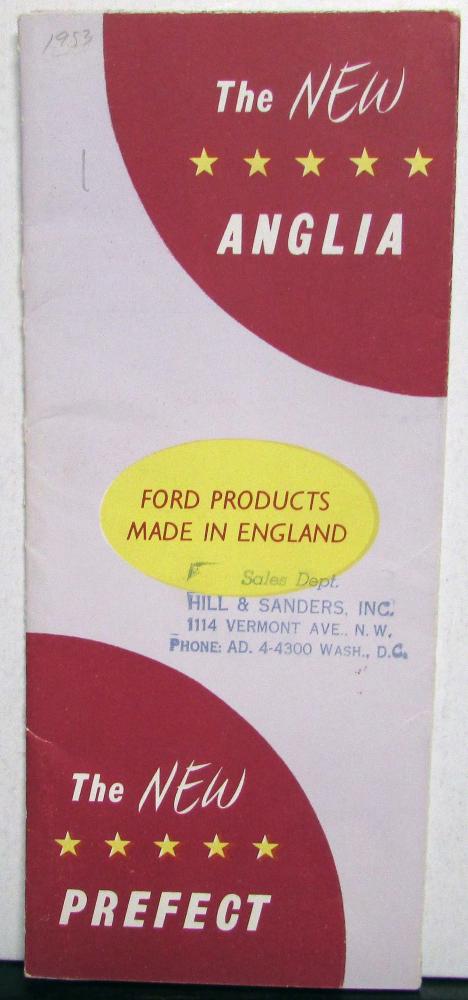 1953
The NEW
ANGLIA
FORD PRODUCTS
MADE IN ENGLAND
Sales Dept.
HILL & SANDERS, INC.
1114 VERMONT AVE., N. W.
PHONE: AD. 4-4300 WASH., D.C.
The NEW
PREFECT